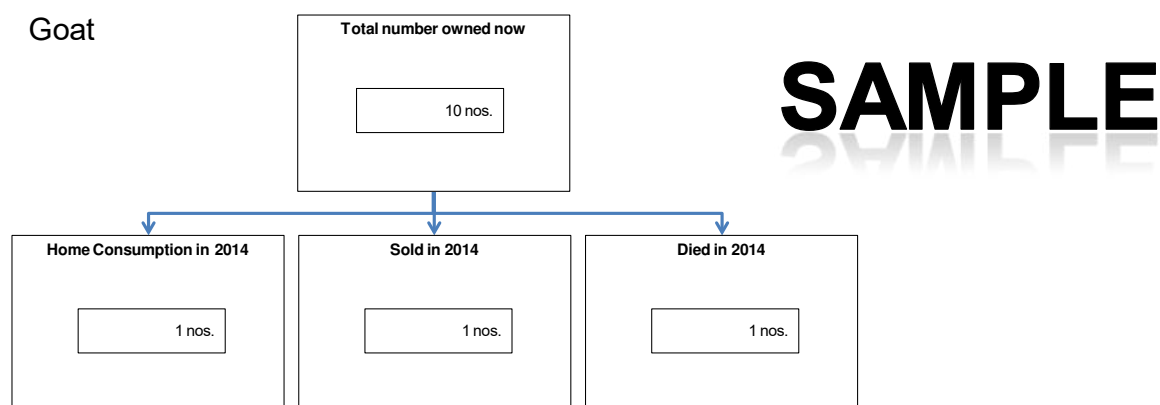 Goat
Total number owned now
10 nos.
SAMPLE
Home Consumption in 2014
1 nos.
Sold in 2014
1 nos.
Died in 2014
1 nos.